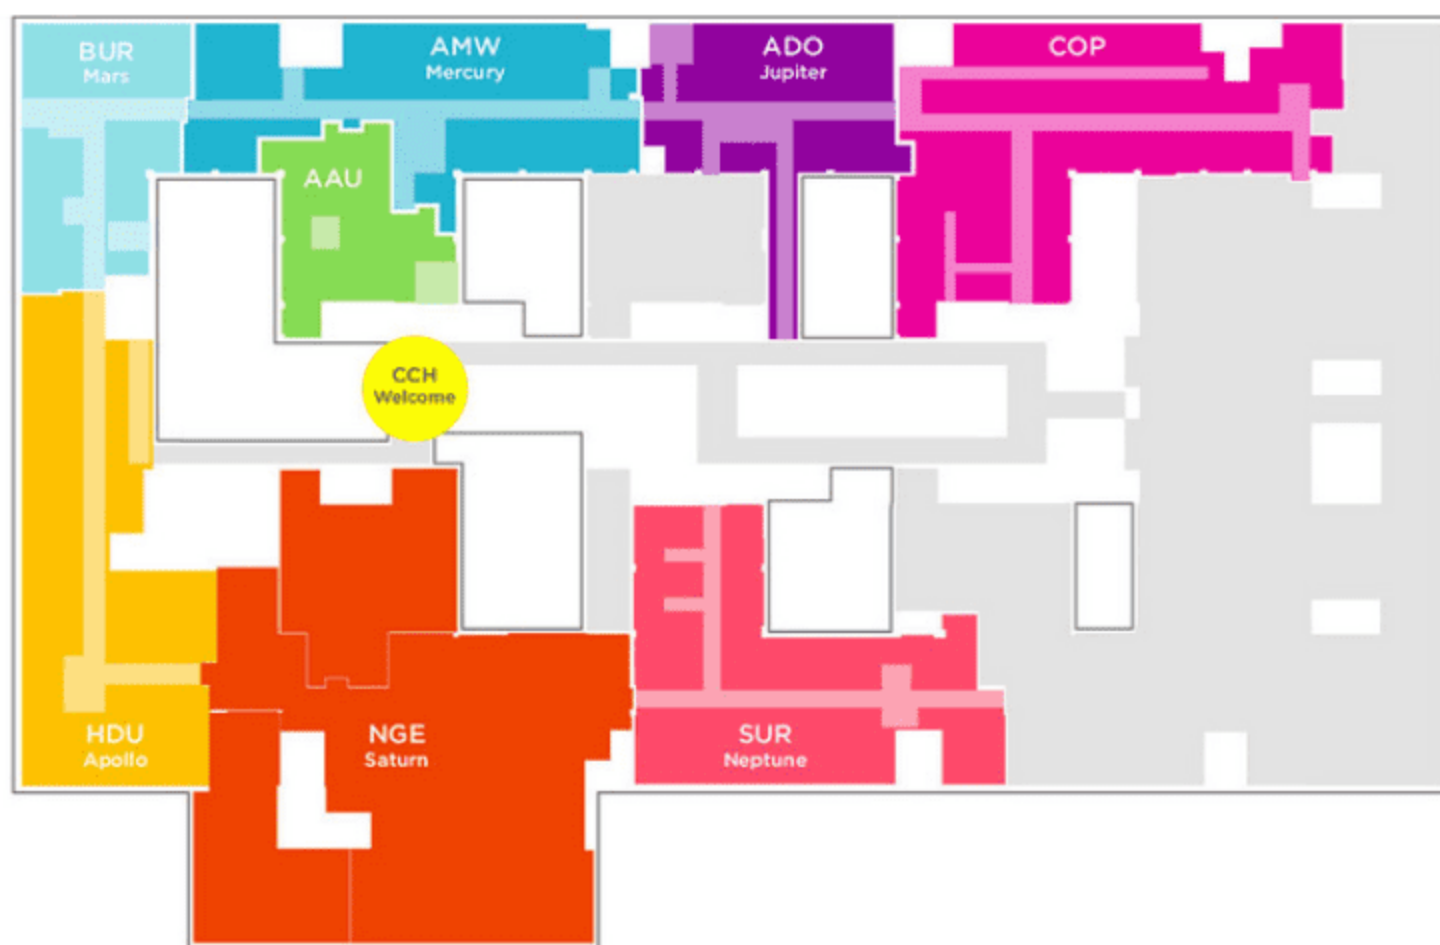 BUR
Mars
AMW
Mercury
ADO
Jupiter
COP
AAU
CCH
Welcome
HDU
Apollo
NGE
Saturn
SUR
Neptune